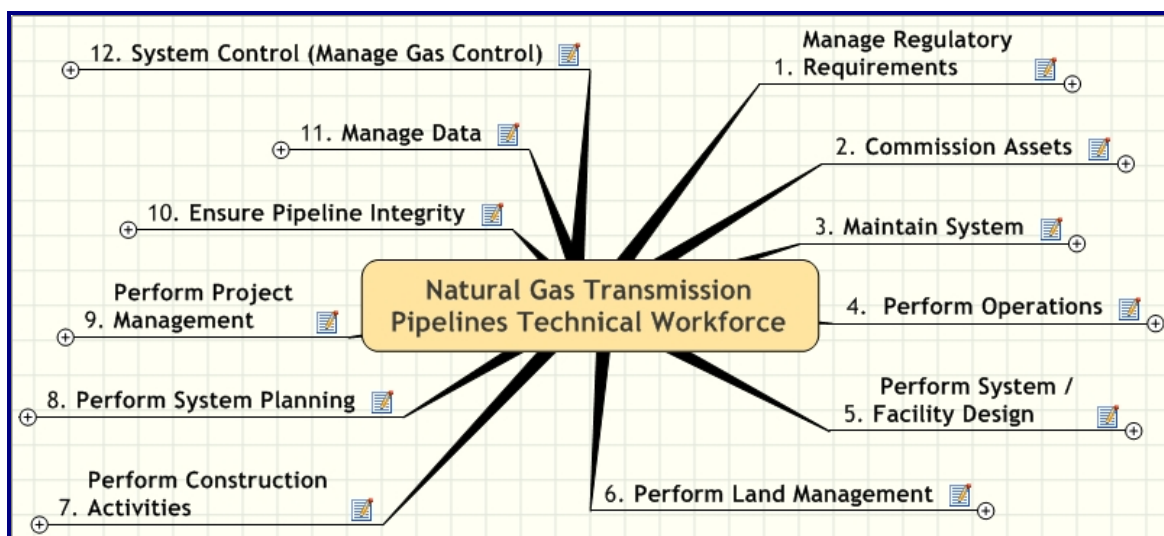 Natural Gas Transmission
Pipelines Technical Workforce
Manage Regulatory
1. Requirements
2. Commission Assets
3. Maintain System
4. Perform Operations
Perform System /
5. Facility Design
6. Perform Land Management
Perform Construction
7. Activities
8. Perform System Planning
Perform Project
9. Management
10. Ensure Pipeline Integrity
11. Manage Data
12. System Control (Manage Gas Control)